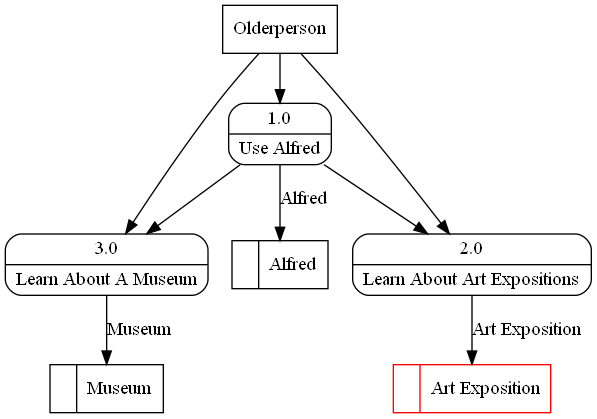 Olderperson
1.0
Use Alfred
Alfred
3.0
Learn About A Museum
Alfred
2.0
Learn About Art Expositions
Museum
Art Exposition
Museum
Art Exposition